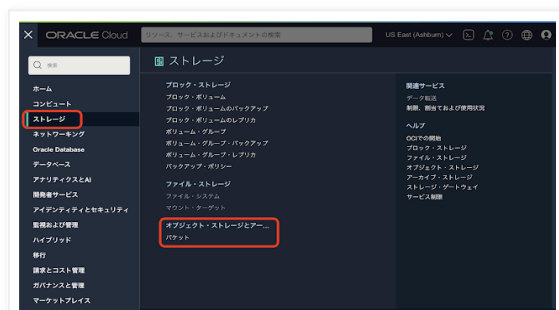 ORACLE Cloud
リソース、サービスおよびドキュメントの検索
US East (Ashburn)
検索
ストレージ
ホーム
コンピュート
ストレージ
ネットワーキング
Oracle Database
データベース
アナリティクスとAI
開発者サービス
アイデンティティとセキュリティ
監視および管理
ハイブリッド
移行
請求とコスト管理
ガバナンスと管理
マーケットプレイス
ブロック・ストレージ
ブロック・ボリューム
ブロック・ボリュームのバックアップ
ブロック・ボリュームのレプリカ
ボリューム・グループ
ボリューム・グループ・バックアップ
ボリューム・グループ・レプリカ
バックアップ・ポリシー
ファイル・ストレージ
ファイル・システム
マウント・ターゲット
オブジェクト・ストレージとアー...
バケット
関連サービス
データ転送
制限、割当ておよび使用状況
ヘルプ
OCIでの開始
ブロック・ストレージ
ファイル・ストレージ
オブジェクト・ストレージ
アーカイブ・ストレージ
ストレージ・ゲートウェイ
サービス制限